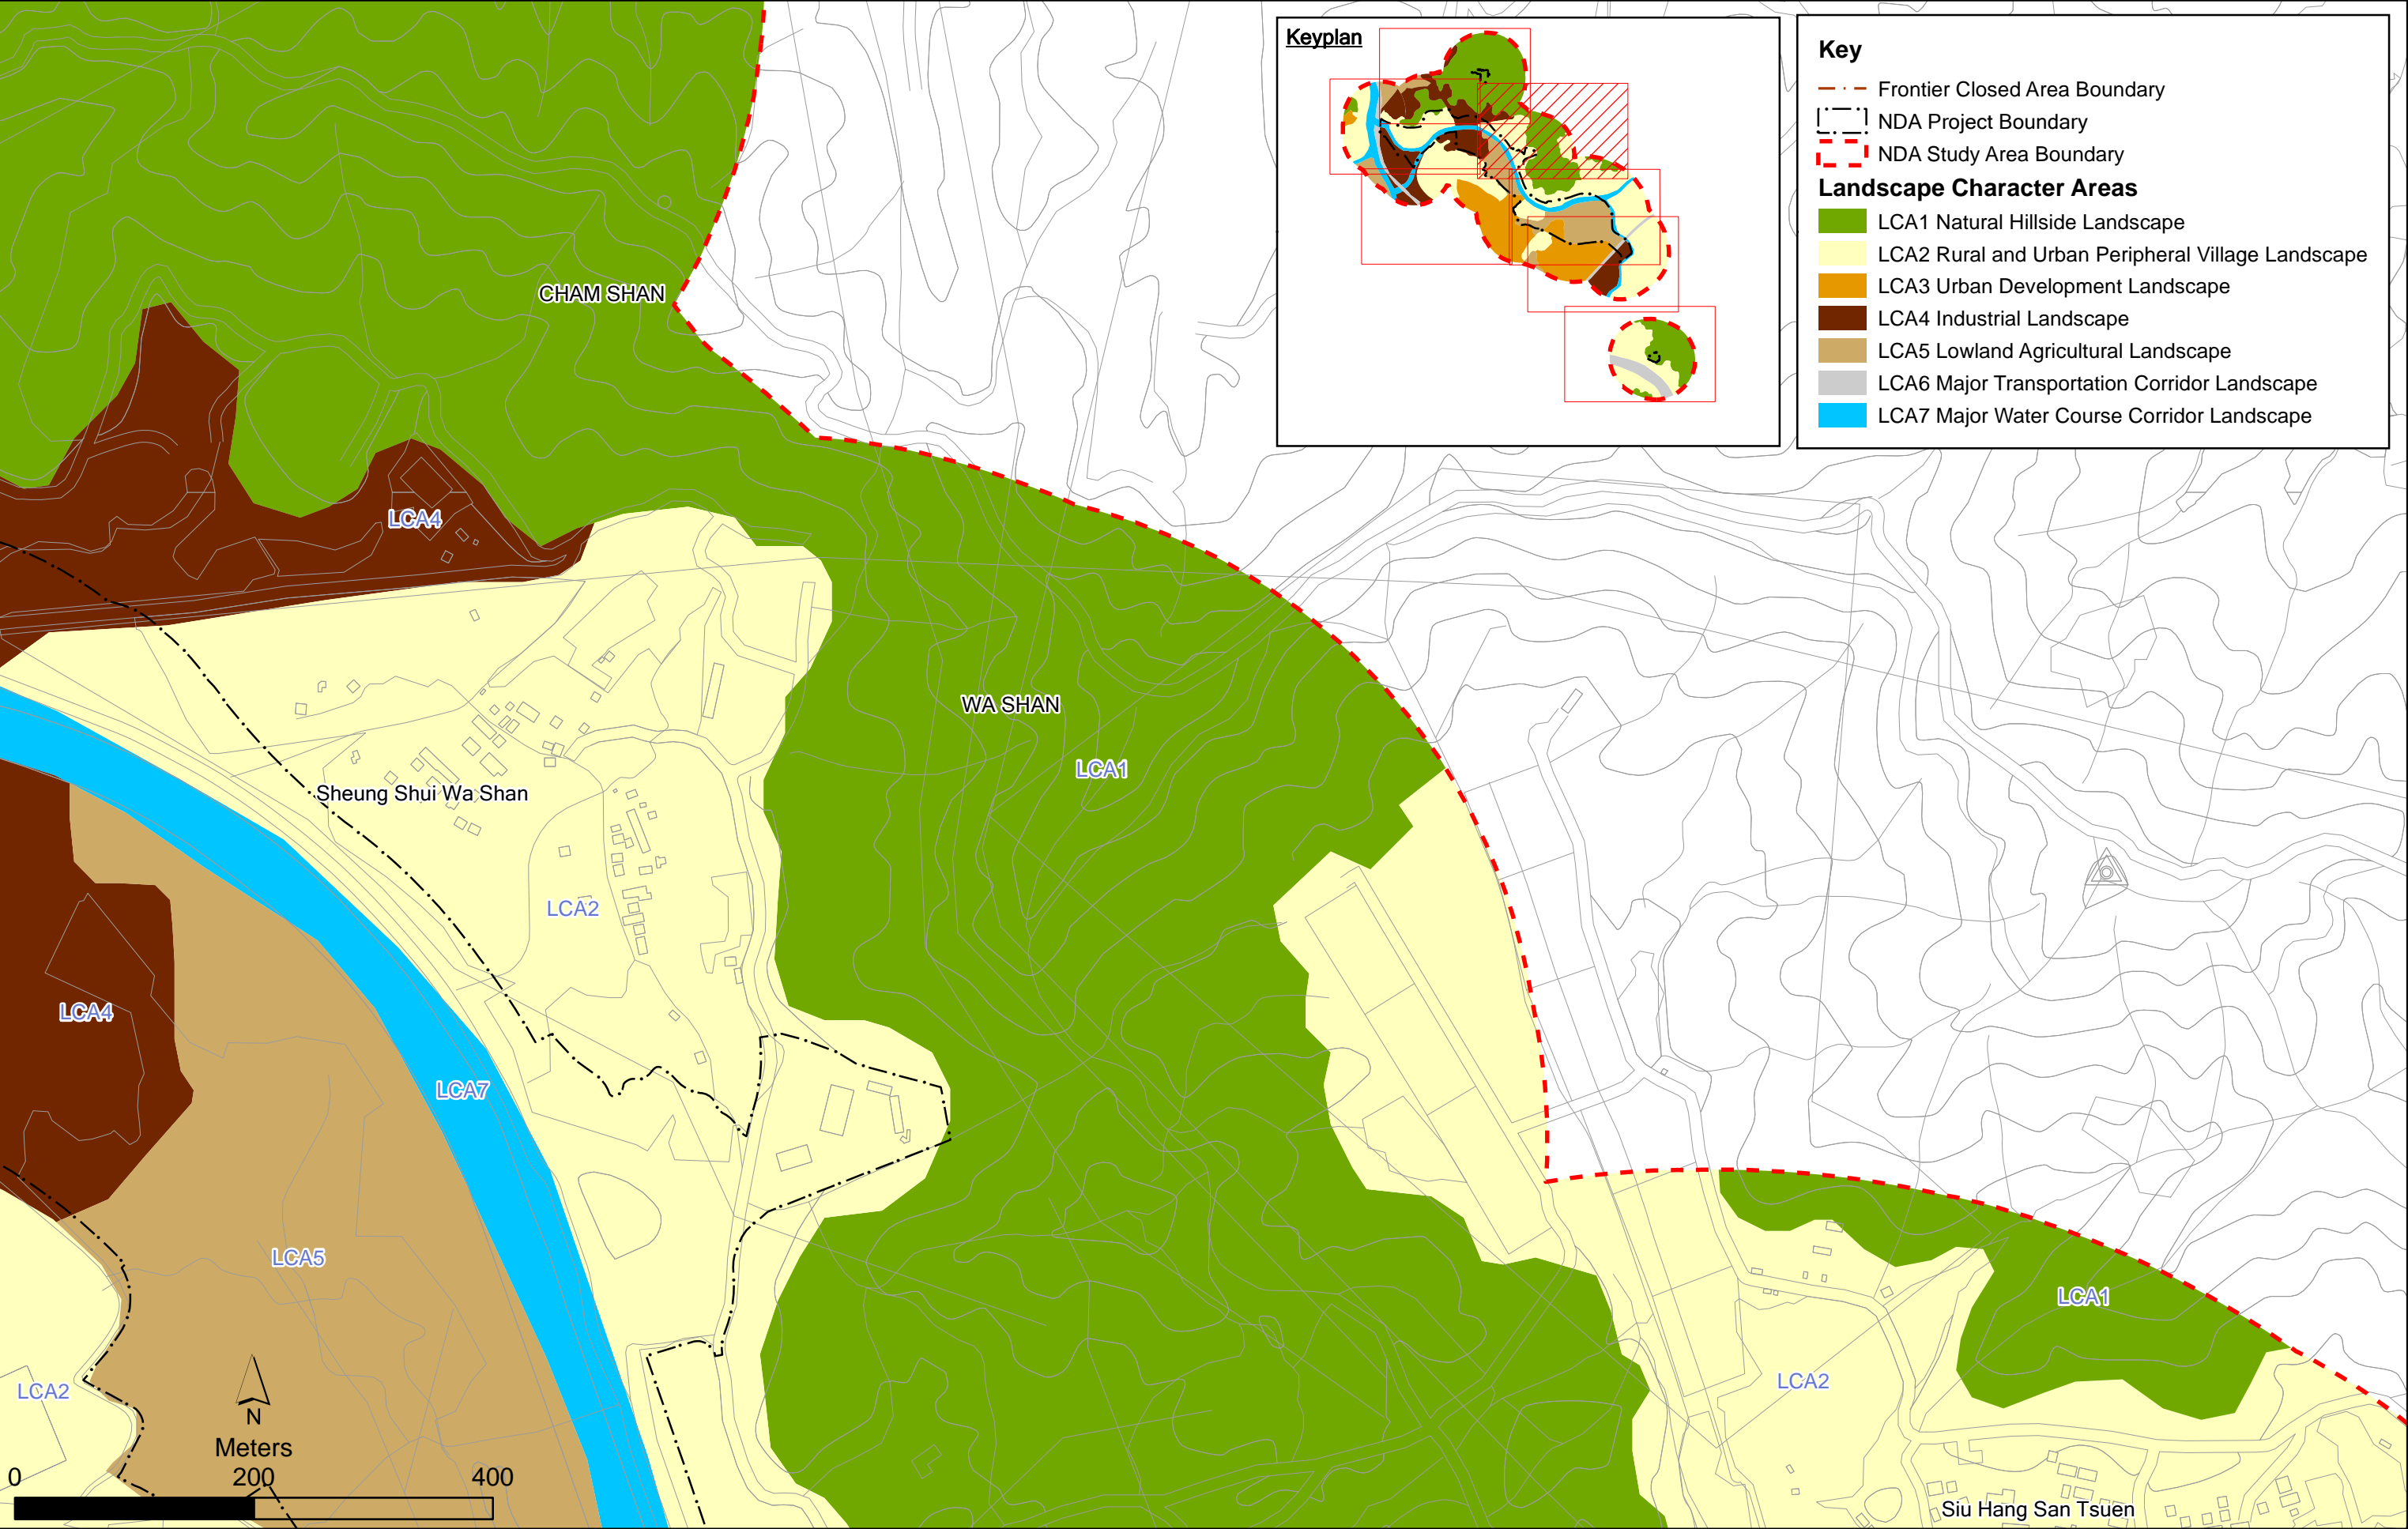 Keyplan
Key
Frontier Closed Area Boundary
NDA Project Boundary
NDA Study Area Boundary
Landscape Character Areas
LCA1 Natural Hillside Landscape
LCA2 Rural and Urban Peripheral Village Landscape
LCA3 Urban Development Landscape
LCA4 Industrial Landscape
LCA5 Lowland Agricultural Landscape
LCA6 Major Transportation Corridor Landscape
LCA7 Major Water Course Corridor Landscape
CHAM SHAN
LCA4
WA SHAN
LCA1
Sheung Shui Wa Shan
LCA2
LCA4
LCA7
LCA5
LCA1
LCA2
LCA2
N
Meters
0 200 400
Siu Hang San Tsuen